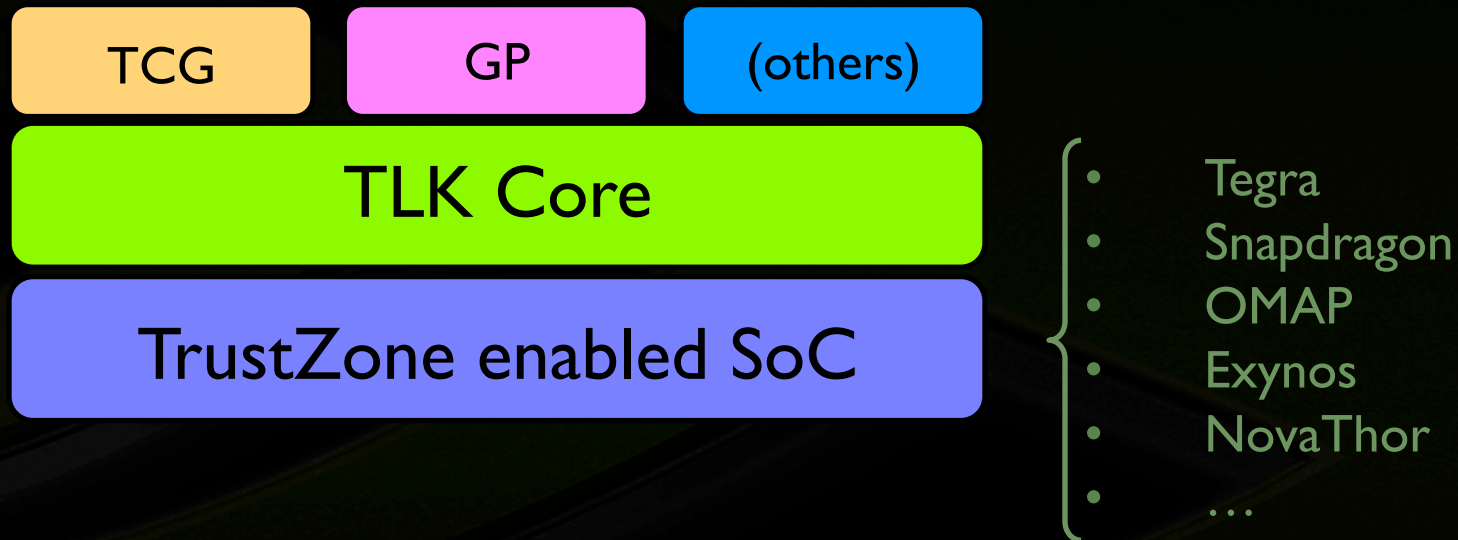 TCG
GP
(others)
TLK Core
TrustZone enabled SoC
• Tegra
• Snapdragon
• OMAP
• Exynos
• NovaThor
• …